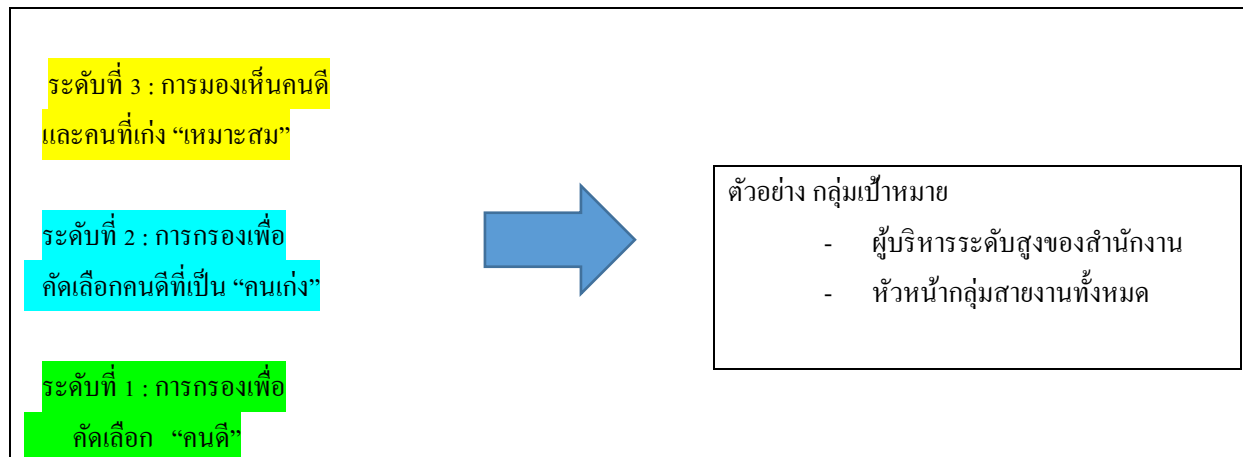 ระดับที่ 3 : การมองเห็นคนดี
และคนที่เก่ง “เหมาะสม”
ระดับที่ 2 : การกรองเพื่อ
คัดเลือกคนดีที่เป็น “คนเก่ง”
ระดับที่ 1 : การกรองเพื่อ
คัดเลือก “คนดี”
ตัวอย่าง กลุ่มเป้าหมาย
- ผู้บริหารระดับสูงของสำนักงาน
- หัวหน้ากลุ่มสายงานทั้งหมด